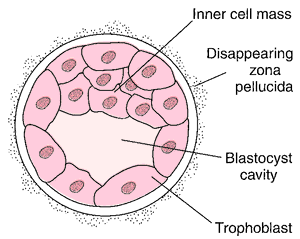 Inner cell mass
Disappearing
zona
pellucida
Blastocyst
cavity
Trophoblast